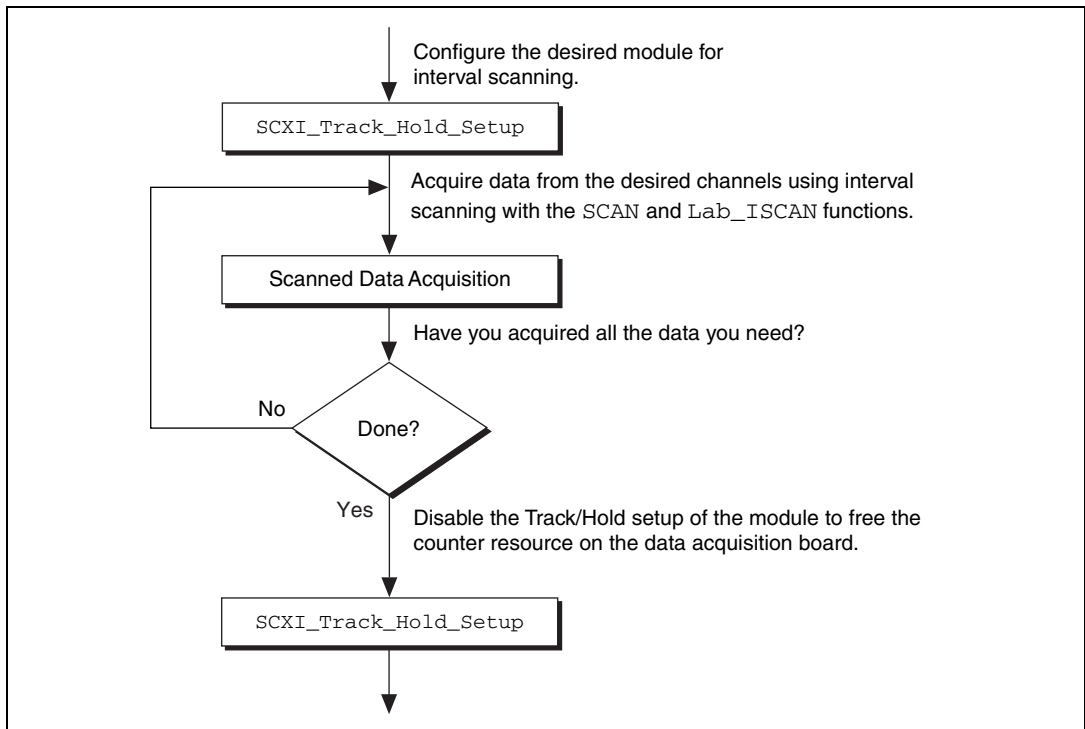 Configure the desired module for
interval scanning.
SCXI_Track_Hold_Setup
Acquire data from the desired channels using interval
scanning with the SCAN and Lab_ISCAN functions.
Scanned Data Acquisition
Have you acquired all the data you need?
No
Done?
Yes
Disable the Track/Hold setup of the module to free the
counter resource on the data acquisition board.
SCXI_Track_Hold_Setup